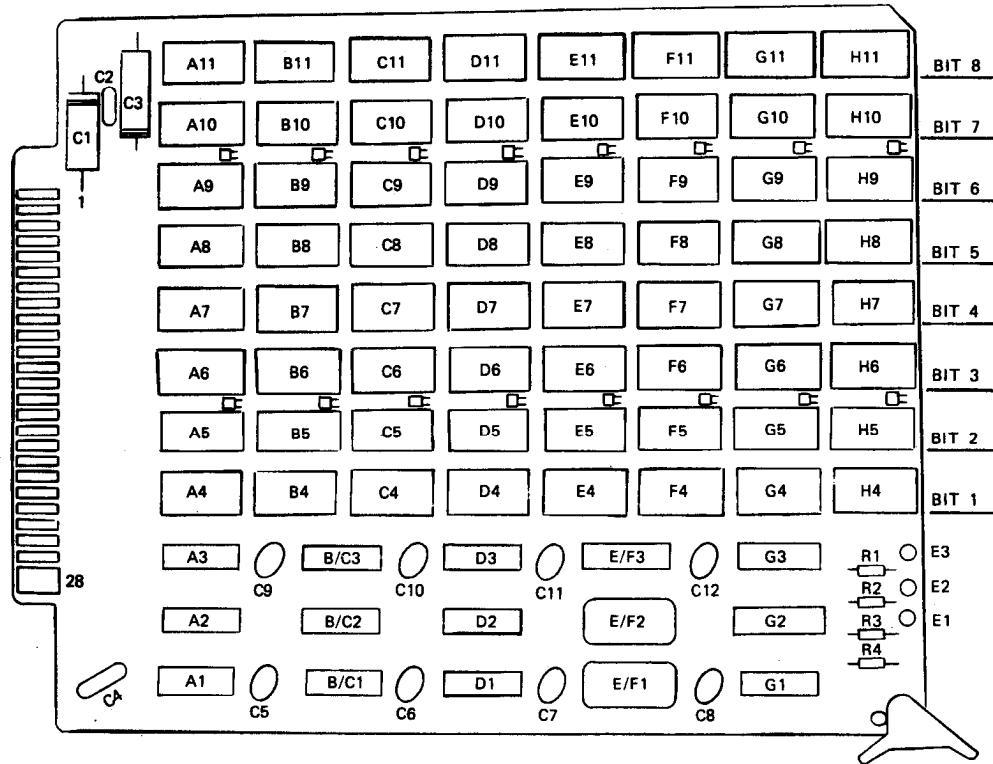 A11 B11 C11 D11 E11 F11 G11 H11 BIT 8
C2
C3
C1
A10 B10 C10 D10 E10 F10 G10 H10 BIT 7
A9 B9 C9 D9 E9 F9 G9 H9 BIT 6
1
A8 B8 C8 D8 E8 F8 G8 H8 BIT 5
A7 B7 C7 D7 E7 F7 G7 H7 BIT 4
A6 B6 C6 D6 E6 F6 G6 H6 BIT 3
A5 B5 C5 D5 E5 F5 G5 H5 BIT 2
A4 B4 C4 D4 E4 F4 G4 H4 BIT 1
A3 B/C3 D3 E/F3 G3 R1 E3
28
C9 C10 C11 C12 R2 E2
A2 B/C2 D2 E/F2 G2 R3 E1
R4
A1 B/C1 D1 E/F1 G1
C4
C5 C6 C7 C8